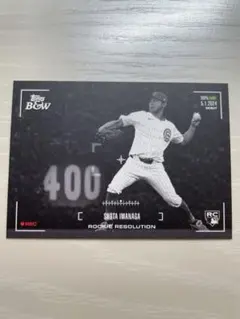 Topps
B&W
400
SHOTA IMANAGA
ROOKIE RESOLUTION
RC